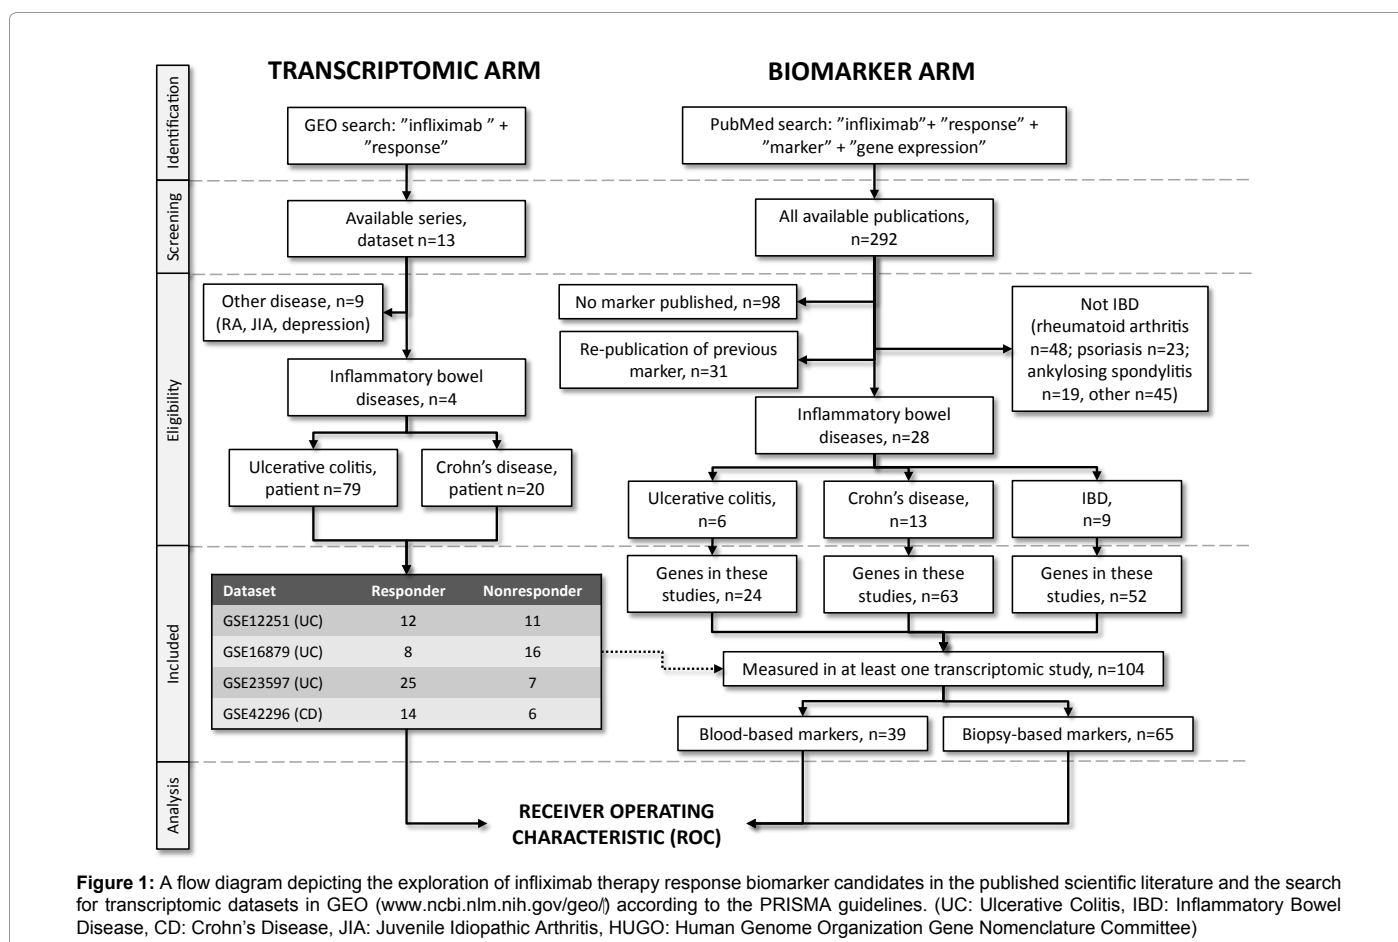 TRANSCRIPTOMIC ARM
BIOMARKER ARM
Identification
GEO search: ”infliximab ” +
”response”
PubMed search: ”infliximab”+ ”response” +
”marker” + ”gene expression”
Screening
Available series,
dataset n=13
All available publications,
n=292
Eligibility
Other disease, n=9
(RA, JIA, depression)
No marker published, n=98
Not IBD
(rheumatoid arthritis
n=48; psoriasis n=23;
ankylosing spondylitis
n=19, other n=45)
Re-publication of previous
marker, n=31
Inflammatory bowel
diseases, n=4
Inflammatory bowel
diseases, n=28
Ulcerative colitis,
patient n=79
Crohn’s disease,
patient n=20
Ulcerative colitis,
n=6
Crohn’s disease,
n=13
IBD,
n=9
Included
Genes in these
studies, n=24
Genes in these
studies, n=63
Genes in these
studies, n=52
Dataset Responder Nonresponder
GSE12251 (UC) 12 11
GSE16879 (UC) 8 16
GSE23597 (UC) 25 7
GSE42296 (CD) 14 6
Measured in at least one transcriptomic study, n=104
Blood-based markers, n=39
Biopsy-based markers, n=65
Analysis
RECEIVER OPERATING
CHARACTERISTIC (ROC)
Figure 1: A flow diagram depicting the exploration of infliximab therapy response biomarker candidates in the published scientific literature and the search
for transcriptomic datasets in GEO (www.ncbi.nlm.nih.gov/geo/) according to the PRISMA guidelines. (UC: Ulcerative Colitis, IBD: Inflammatory Bowel
Disease, CD: Crohn’s Disease, JIA: Juvenile Idiopathic Arthritis, HUGO: Human Genome Organization Gene Nomenclature Committee)